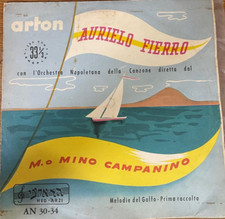 arton
33⅓
AURIELO FIERRO
con l'Orchestra Napoletana della Canzone diretta dal
M.o MINO CAMPANINO
AN 30-34
Melodie del Golfo - Prima raccolta